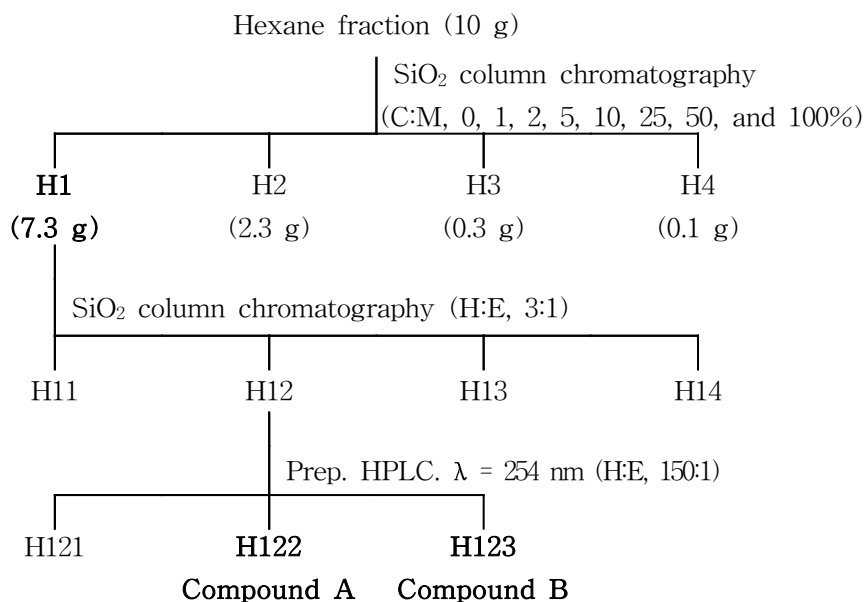 Hexane fraction (10 g)
SiO₂ column chromatography
(C:M, 0, 1, 2, 5, 10, 25, 50, and 100%)
H1 H2 H3 H4
(7.3 g) (2.3 g) (0.3 g) (0.1 g)
SiO₂ column chromatography (H:E, 3:1)
H11 H12 H13 H14
Prep. HPLC. λ = 254 nm (H:E, 150:1)
H121 H122 H123
Compound A Compound B